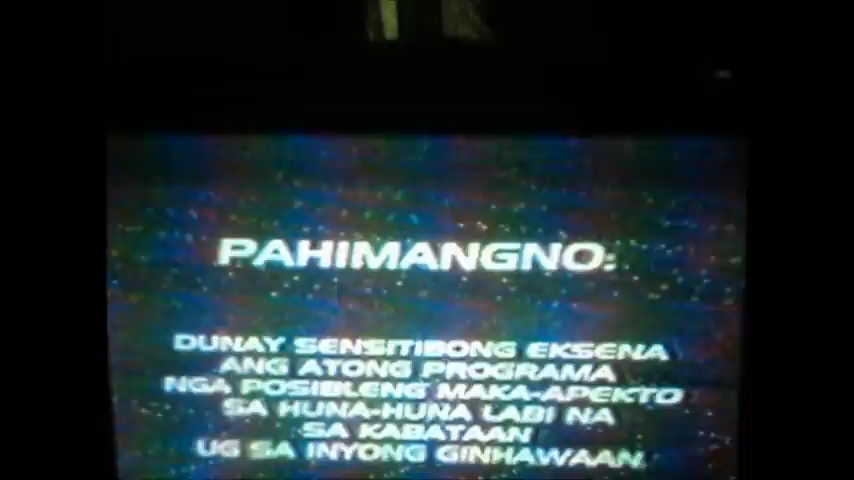 PAHIMANGNO:
DUNAY SENSITIBONG EKSENA
ANG ATONG PROGRAMA
NGA POSIBLENG MAKA-APEKTO
SA HUNA-HUNA LABI NA
SA KABATAAN
UG SA INYONG GINHAWAAN.